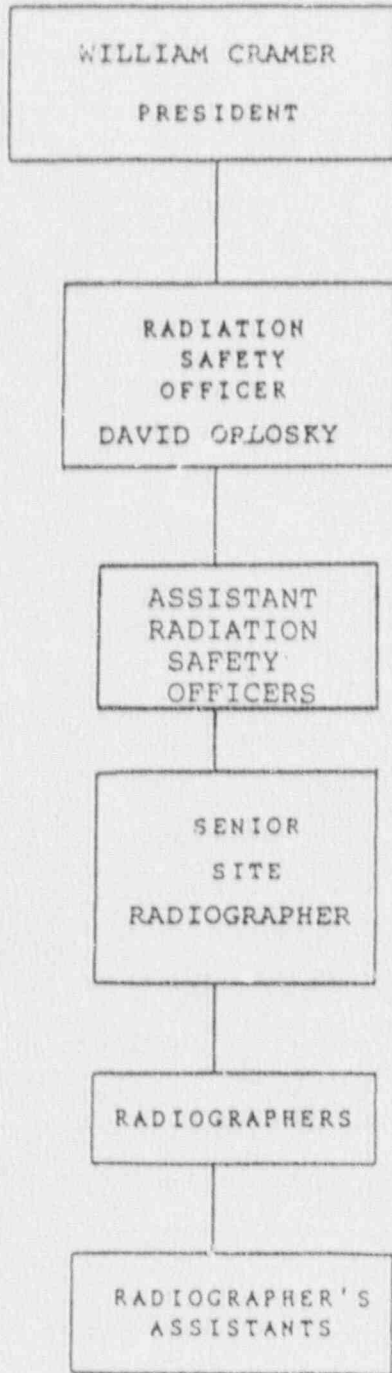 WILLIAM CRAMER
PRESIDENT
RADIATION
SAFETY
OFFICER
DAVID ORLOSKY
ASSISTANT
RADIATION
SAFETY
OFFICERS
SENIOR
SITE
RADIOGRAPHER
RADIOGRAPHERS
RADIOGRAPHER'S
ASSISTANTS